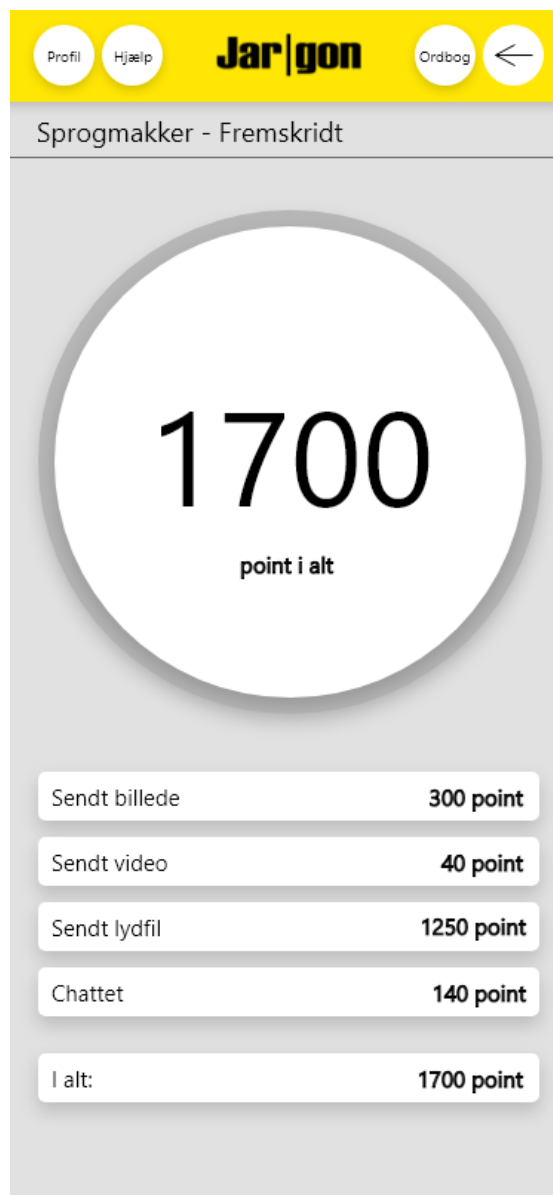 Profil Hjælp Jar|gon Ordbog
Sprogmakker - Fremskridt
1700
point i alt
Sendt billede 300 point
Sendt video 40 point
Sendt lydfil 1250 point
Chattet 140 point
I alt: 1700 point